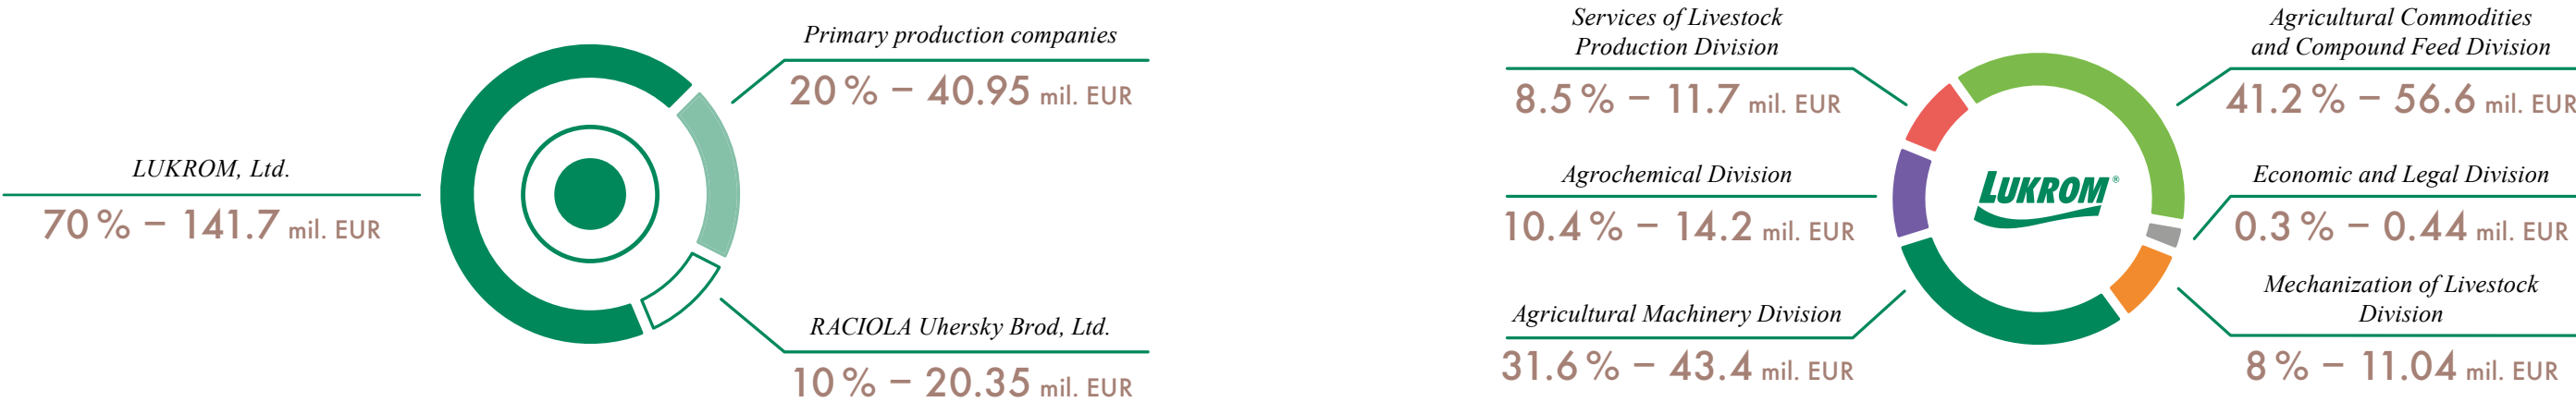 Primary production companies
20 % – 40.95 mil. EUR
LUKROM, Ltd.
70 % – 141.7 mil. EUR
RACIOLA Uhersky Brod, Ltd.
10 % – 20.35 mil. EUR
Services of Livestock
Production Division
8.5 % – 11.7 mil. EUR
Agrochemical Division
10.4 % – 14.2 mil. EUR
Agricultural Machinery Division
31.6 % – 43.4 mil. EUR
LUKROM®
Agricultural Commodities
and Compound Feed Division
41.2 % – 56.6 mil. EUR
Economic and Legal Division
0.3 % – 0.44 mil. EUR
Mechanization of Livestock
Division
8 % – 11.04 mil. EUR